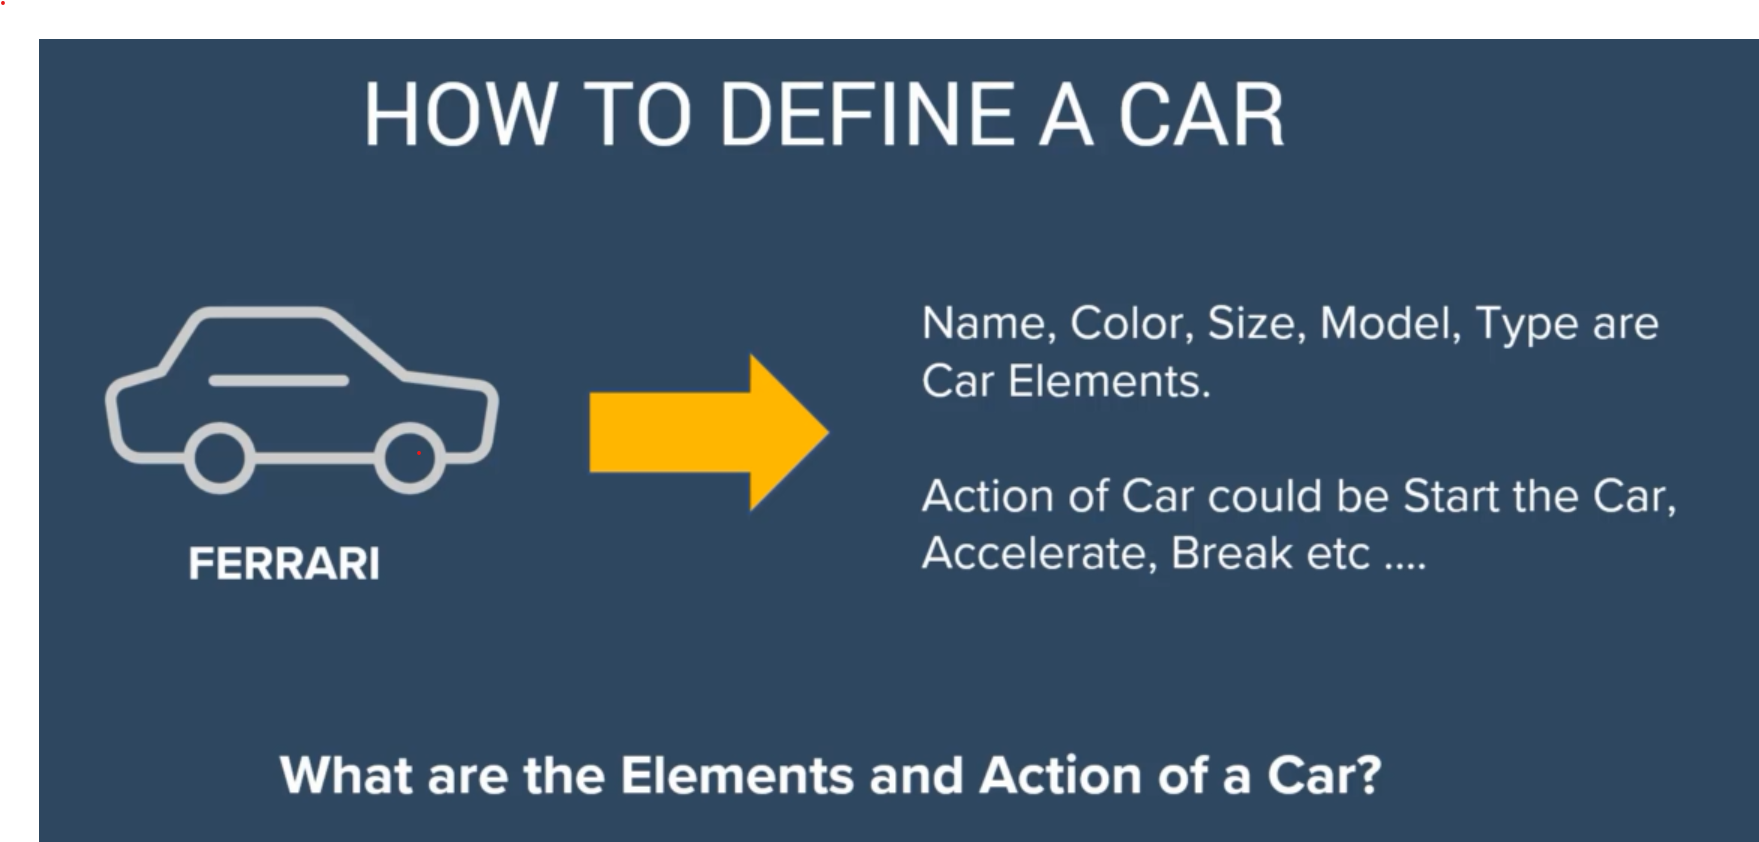 HOW TO DEFINE A CAR
Name, Color, Size, Model, Type are
Car Elements.
Action of Car could be Start the Car,
Accelerate, Break etc ....
FERRARI
What are the Elements and Action of a Car?